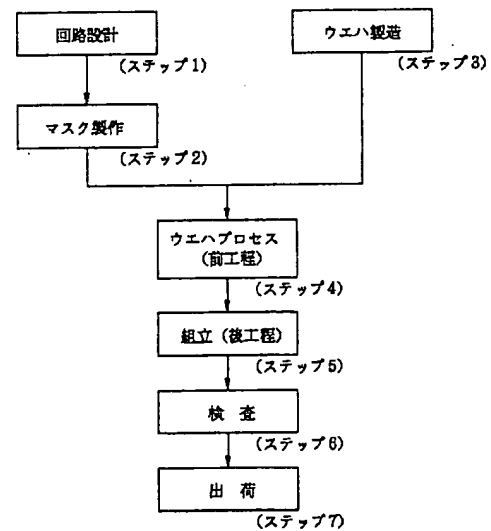 回路設計
(ステップ1)
ウエハ製造
(ステップ3)
マスク製作
(ステップ2)
ウエハプロセス
(前工程)
(ステップ4)
組立(後工程)
(ステップ5)
検 査
(ステップ6)
出 荷
(ステップ7)